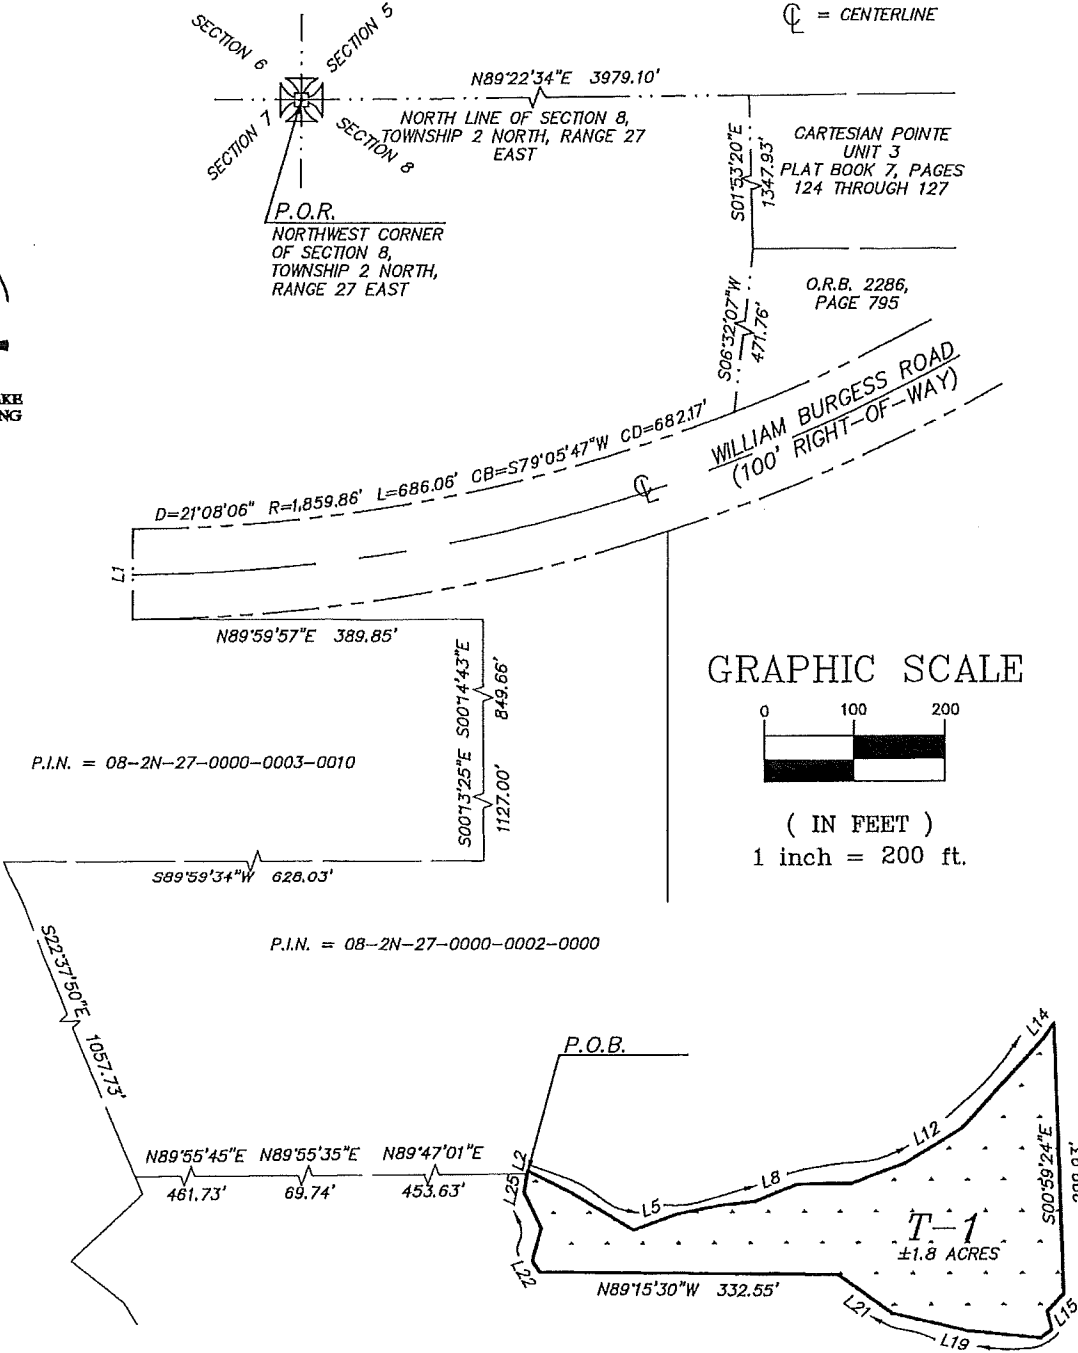 C̲L = CENTERLINE
SECTION 6
SECTION 5
SECTION 7
SECTION 8
N89°22'34"E 3979.10'
NORTH LINE OF SECTION 8,
TOWNSHIP 2 NORTH, RANGE 27
EAST
S01°53'20"E
1347.93'
CARTESIAN POINTE
UNIT 3
PLAT BOOK 7, PAGES
124 THROUGH 127
P.O.R.
NORTHWEST CORNER
OF SECTION 8,
TOWNSHIP 2 NORTH,
RANGE 27 EAST
O.R.B. 2286,
PAGE 795
S06°32'07"W
471.76'
KE
NG
WILLIAM BURGESS ROAD
(100' RIGHT-OF-WAY)
D=21°08'06" R=1,859.86' L=686.06' CB=S79°05'47"W CD=682.17'
CL
L1
N89°59'57"E 389.85'
S00°14'43"E
849.66'
GRAPHIC SCALE
0 100 200
( IN FEET )
1 inch = 200 ft.
P.I.N. = 08-2N-27-0000-0003-0010
S00°13'25"E
1127.00'
S89°59'34"W 628.03'
P.I.N. = 08-2N-27-0000-0002-0000
S22°37'50"E 1057.73'
P.O.B.
N89°55'45"E N89°55'35"E N89°47'01"E
461.73' 69.74' 453.63'
L2
L25
L22
L5
L8
L12
L14
S00°59'24"E
T-1
±1.8 ACRES
N89°15'30"W 332.55'
L21
L19
L15